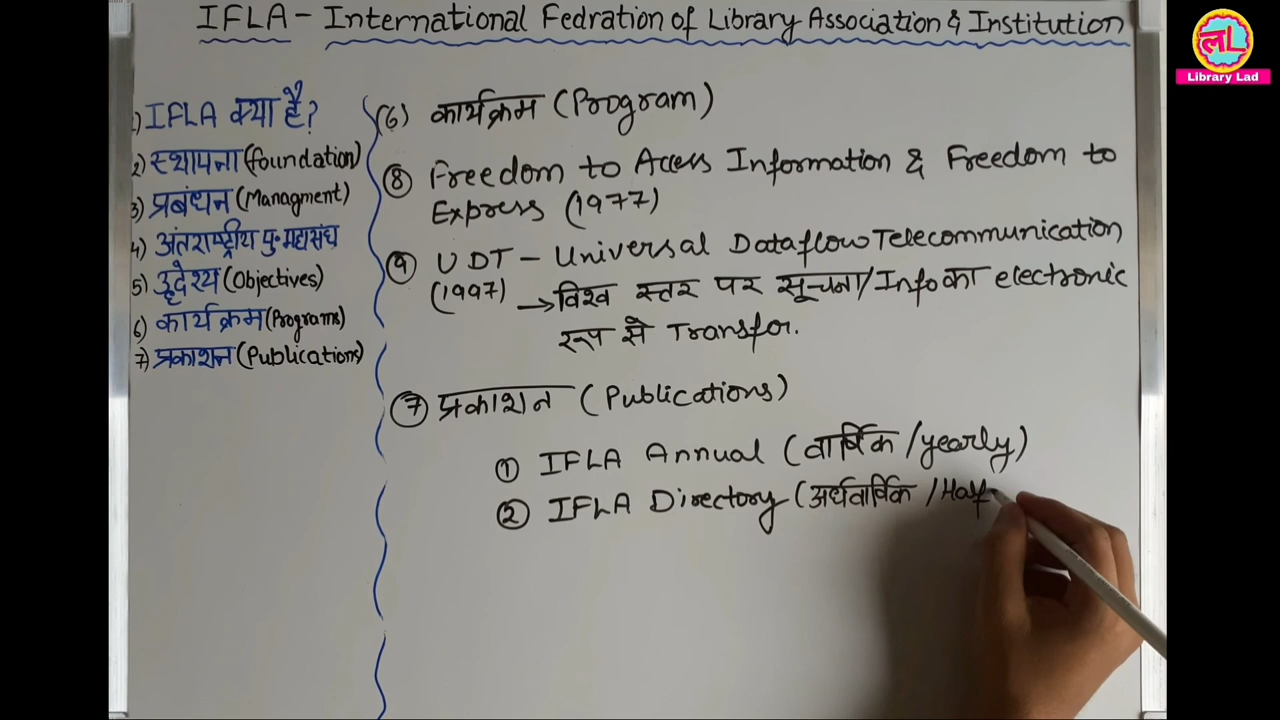 IFLA - International Fedration of Library Association & Institution
लL
Library Lad
1) IFLA क्या है?
2) स्थापना (foundation)
3) प्रबंधन (Managment)
4) अंतराष्ट्रीय पु॰ महासंघ
5) उद्देश्य (Objectives)
6) कार्यक्रम (Programs)
7) प्रकाशन (Publications)
(6) कार्यक्रम (Program)
⑧ Freedom to Access Information & Freedom to
Express (1977)
⑨ UDT - Universal Dataflow Telecommunication
(1997) → विश्व स्तर पर सूचना/Info का electronic
रूप से Transfor.
⑦ प्रकाशन (Publications)
① IFLA Annual (वार्षिक /yearly)
② IFLA Directory (अर्धवार्षिक /Half